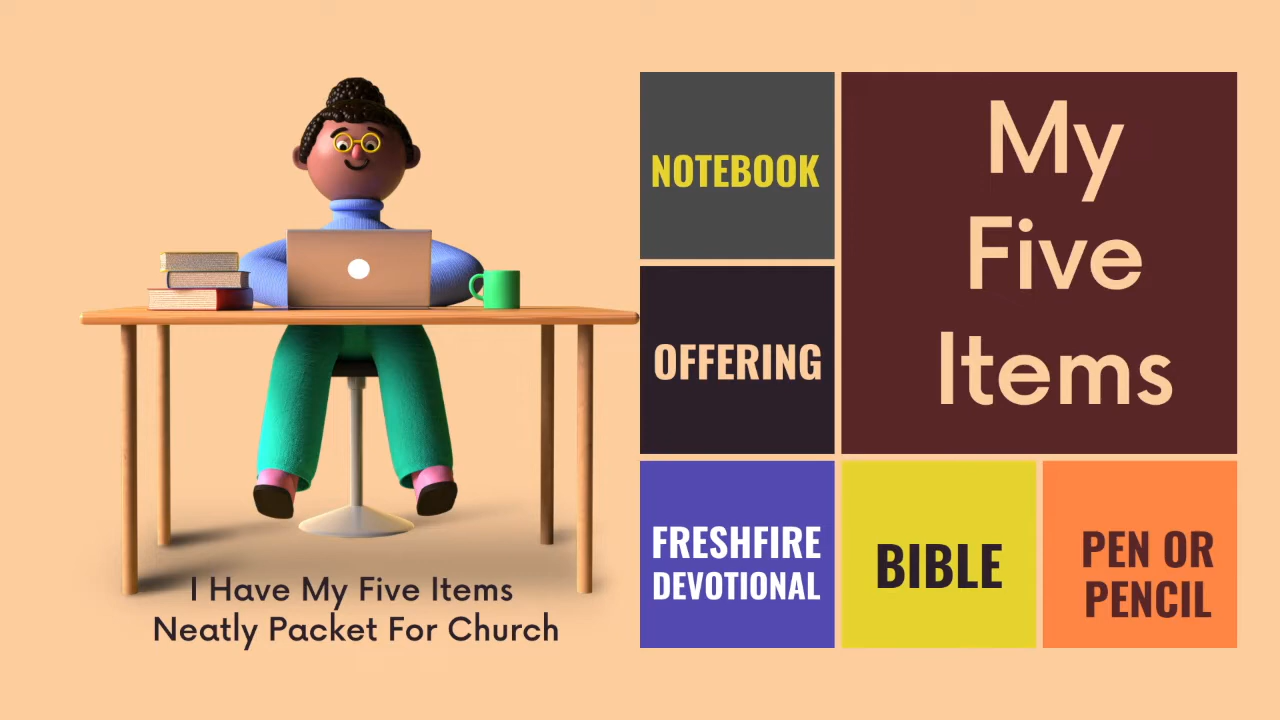 My
Five
Items
NOTEBOOK
OFFERING
FRESHFIRE
DEVOTIONAL
BIBLE
PEN OR
PENCIL
I Have My Five Items
Neatly Packet For Church